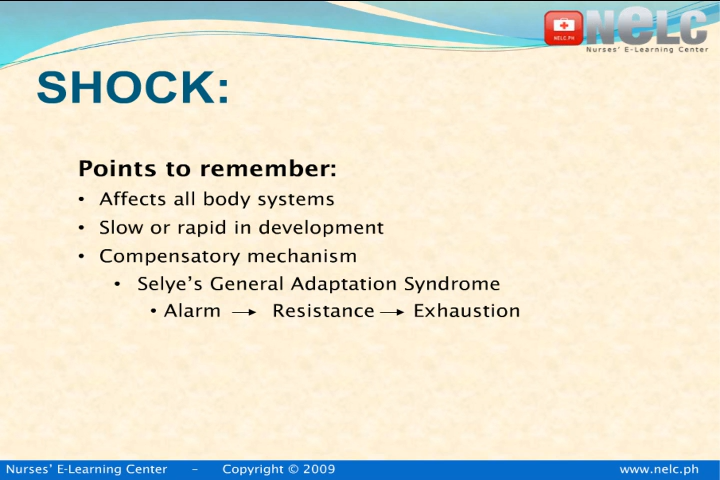 NELC.PH
NeLC
Nurses' E-Learning Center
SHOCK:
Points to remember:
• Affects all body systems
• Slow or rapid in development
• Compensatory mechanism
• Selye's General Adaptation Syndrome
• Alarm → Resistance → Exhaustion
Nurses' E-Learning Center - Copyright © 2009 www.nelc.ph